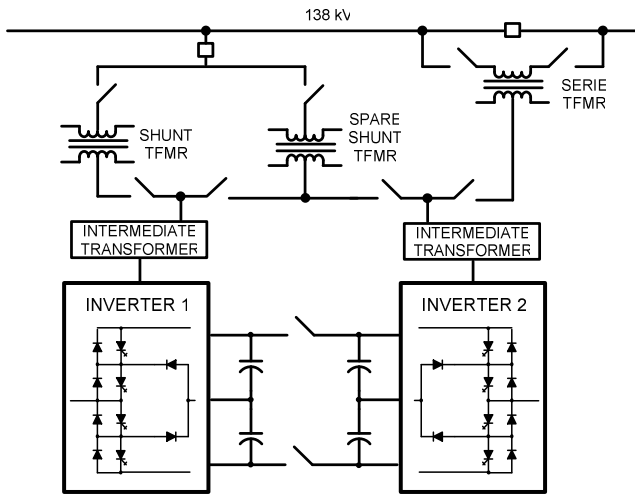 138 kV
SHUNT
TFMR
SPARE
SHUNT
TFMR
SERIE
TFMR
INTERMEDIATE
TRANSFORMER
INTERMEDIATE
TRANSFORMER
INVERTER 1
INVERTER 2